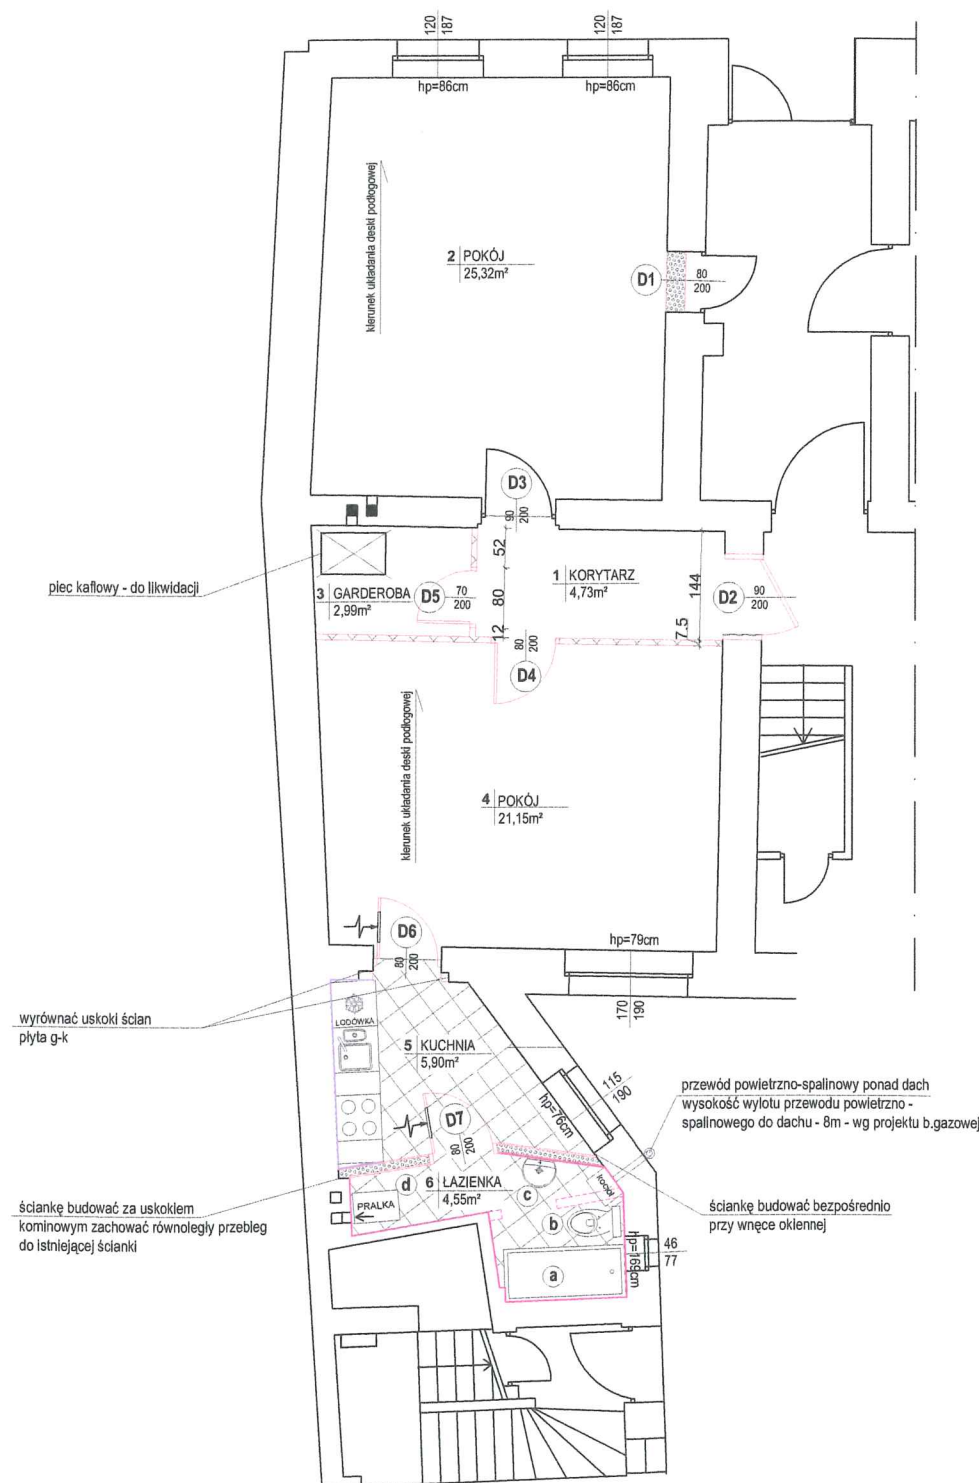 120
187
120
187
hp=86cm
hp=86cm
kierunek układania deski podłogowej
2 POKÓJ
25,32m²
D1
80
200
D3
90
200
piec kaflowy - do likwidacji
52
1 KORYTARZ
4,73m²
144
3 GARDEROBA
2,99m²
D5
70
200
80
D2
90
200
12
80
200
7.5
D4
kierunek układania deski podłogowej
4 POKÓJ
21,15m²
D6
80
200
hp=79cm
170
190
wyrównać uskoki ścian
płyta g-k
LODÓWKA
5 KUCHNIA
5,90m²
115
190
hp=76cm
przewód powietrzno-spalinowy ponad dach
wysokość wylotu przewodu powietrzno -
spalinowego do dachu - 8m - wg projektu b.gazowej
D7
80
200
d
6 ŁAZIENKA
4,55m²
c
kocioł
PRALKA
b
ściankę budować za uskokiem
kominowym zachować równoległy przebieg
do istniejącej ścianki
ściankę budować bezpośrednio
przy wnęce okiennej
hp=169cm
46
77
a